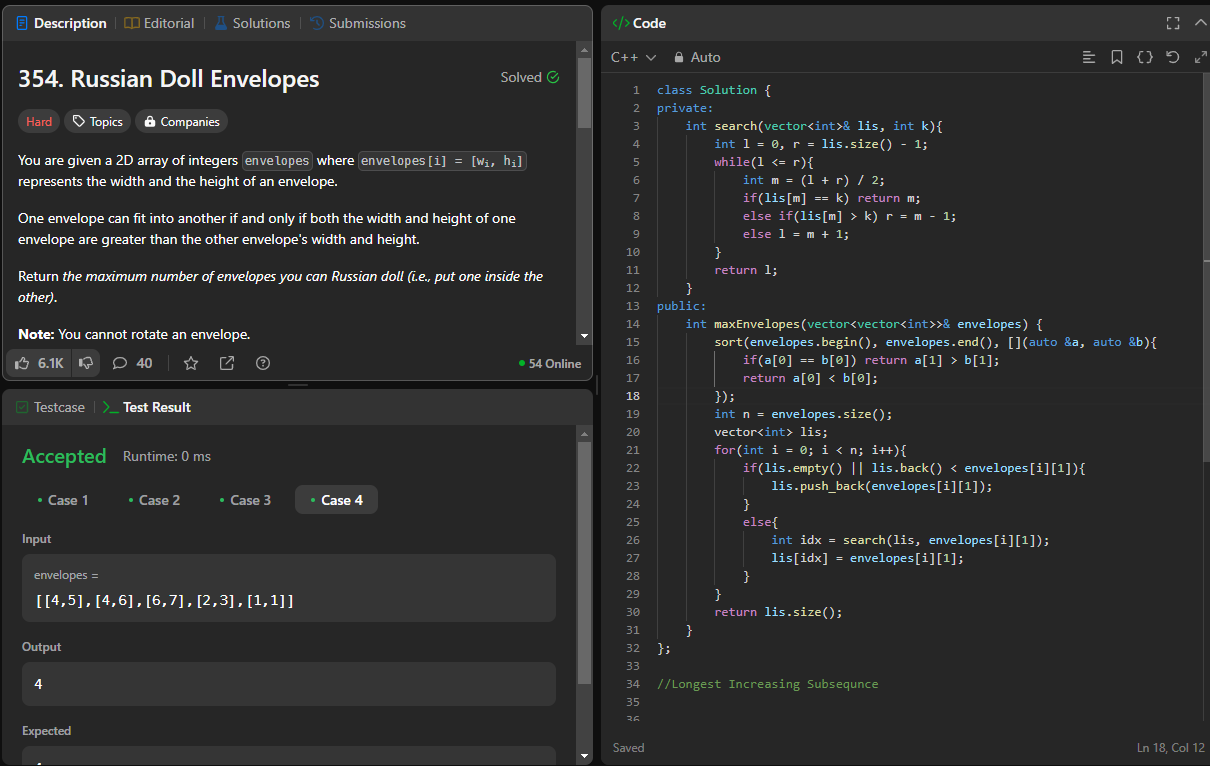 Description
Editorial
Solutions
Submissions
354. Russian Doll Envelopes
Solved
Hard
Topics
Companies
You are given a 2D array of integers envelopes where envelopes[i] = [wi, hi]
represents the width and the height of an envelope.
One envelope can fit into another if and only if both the width and height of one
envelope are greater than the other envelope's width and height.
Return the maximum number of envelopes you can Russian doll (i.e., put one inside the
other).
Note: You cannot rotate an envelope.
6.1K
40
54 Online
Testcase
>_ Test Result
Accepted
Runtime: 0 ms
Case 1
Case 2
Case 3
Case 4
Input
envelopes =
[[4,5],[4,6],[6,7],[2,3],[1,1]]
Output
4
Expected
</> Code
C++
Auto
1 class Solution {
2 private:
3 int search(vector<int>& lis, int k){
4 int l = 0, r = lis.size() - 1;
5 while(l <= r){
6 int m = (l + r) / 2;
7 if(lis[m] == k) return m;
8 else if(lis[m] > k) r = m - 1;
9 else l = m + 1;
10 }
11 return l;
12 }
13 public:
14 int maxEnvelopes(vector<vector<int>>& envelopes) {
15 sort(envelopes.begin(), envelopes.end(), [](auto &a, auto &b){
16 if(a[0] == b[0]) return a[1] > b[1];
17 return a[0] < b[0];
18 });
19 int n = envelopes.size();
20 vector<int> lis;
21 for(int i = 0; i < n; i++){
22 if(lis.empty() || lis.back() < envelopes[i][1]){
23 lis.push_back(envelopes[i][1]);
24 }
25 else{
26 int idx = search(lis, envelopes[i][1]);
27 lis[idx] = envelopes[i][1];
28 }
29 }
30 return lis.size();
31 }
32 };
33
34 //Longest Increasing Subsequnce
35
36
Saved
Ln 18, Col 12